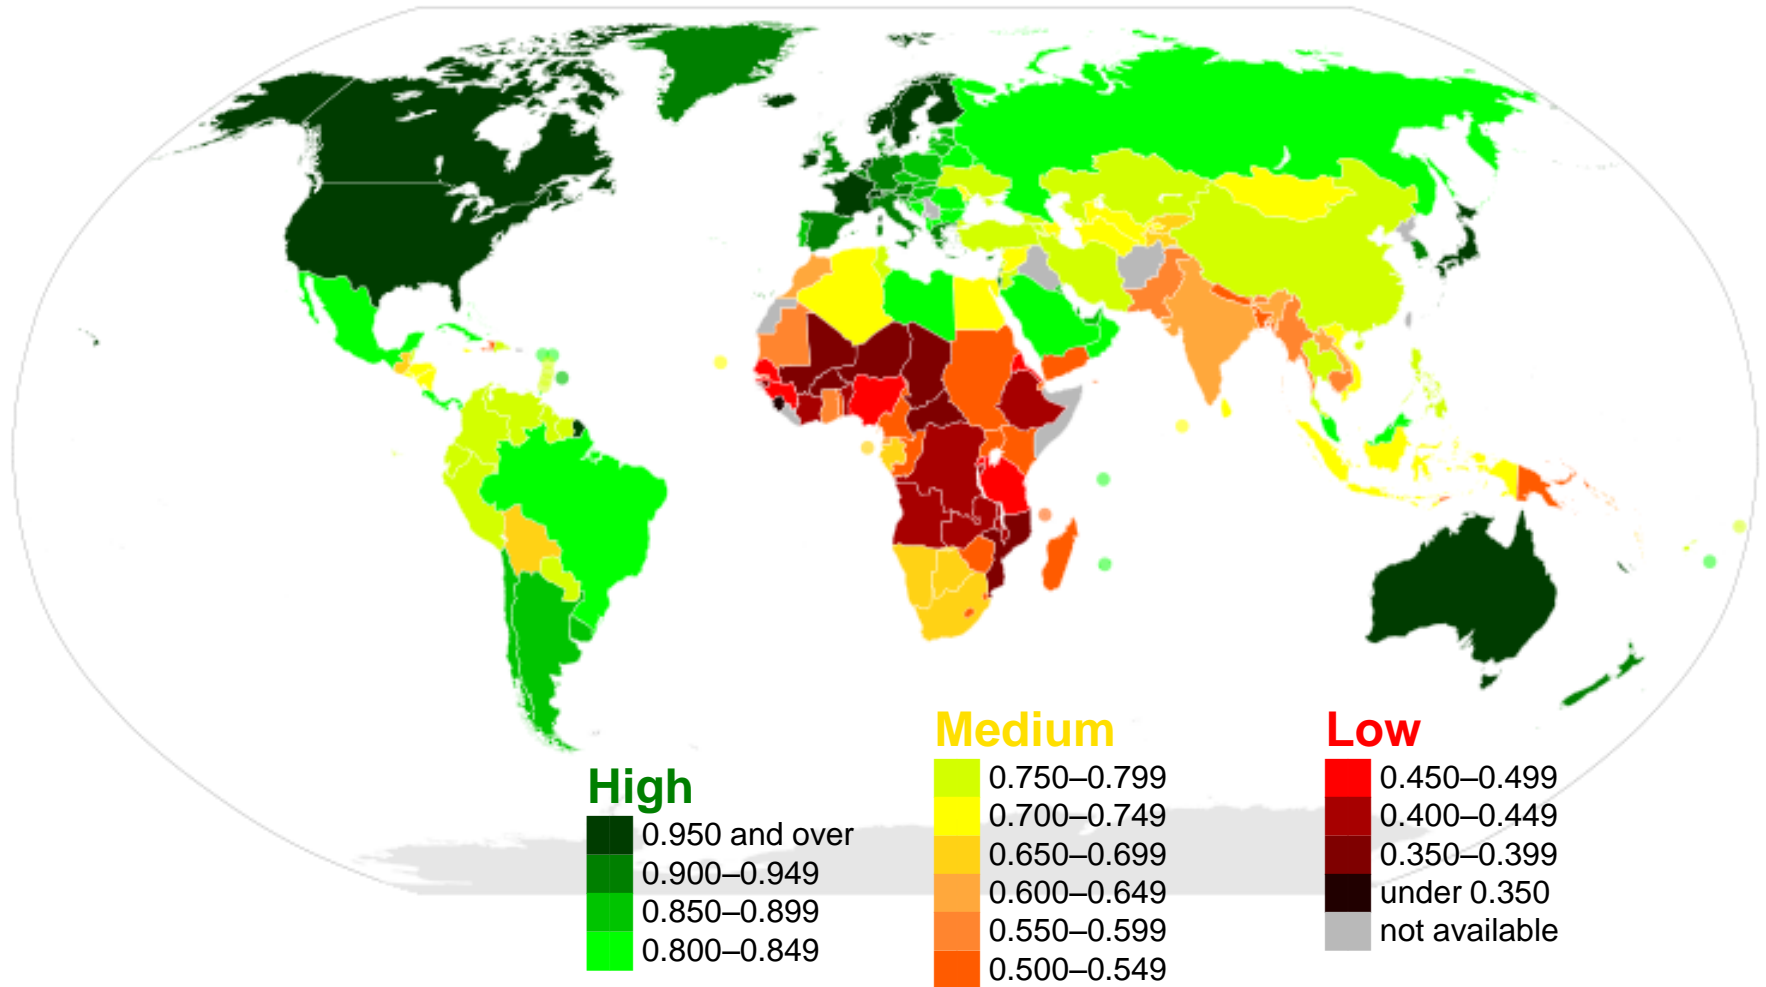 High
0.950 and over
0.900–0.949
0.850–0.899
0.800–0.849
Medium
0.750–0.799
0.700–0.749
0.650–0.699
0.600–0.649
0.550–0.599
0.500–0.549
Low
0.450–0.499
0.400–0.449
0.350–0.399
under 0.350
not available